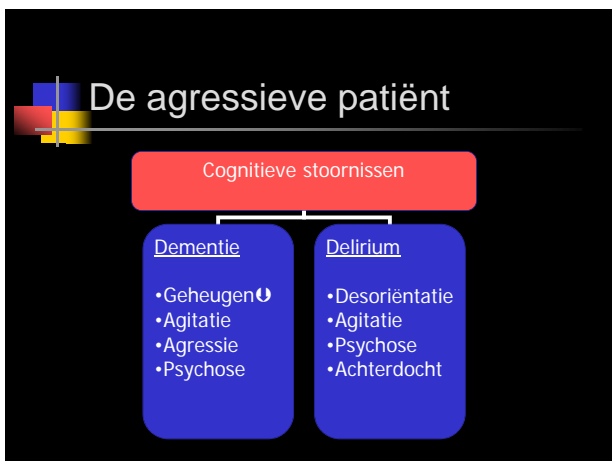 De agressieve patiënt
Cognitieve stoornissen
Dementie
•Geheugen⮋
•Agitatie
•Agressie
•Psychose
Delirium
•Desoriëntatie
•Agitatie
•Psychose
•Achterdocht